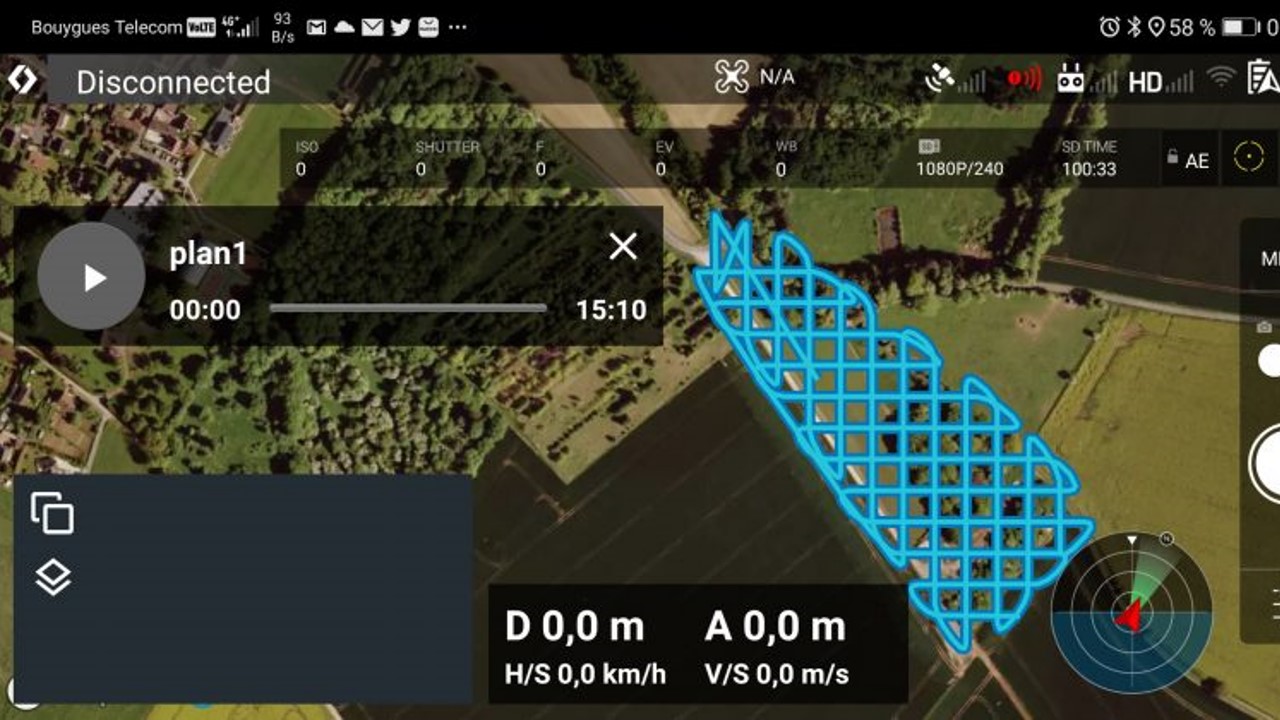 Bouygues Telecom VoLTE 4G+ 93 B/s ... 58 % 0
Disconnected N/A HD
ISO SHUTTER F EV WB SD TIME
0 0 0 0 0 1080P/240 100:33 AE
plan1
00:00 15:10
D 0,0 m A 0,0 m
H/S 0,0 km/h V/S 0,0 m/s
N